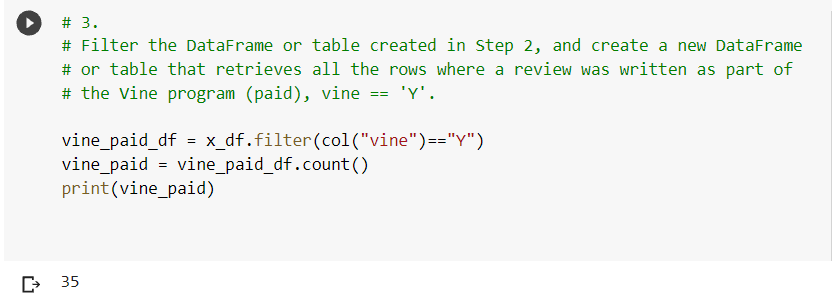 # 3.
# Filter the DataFrame or table created in Step 2, and create a new DataFrame
# or table that retrieves all the rows where a review was written as part of
# the Vine program (paid), vine == 'Y'.
vine_paid_df = x_df.filter(col("vine")=="Y")
vine_paid = vine_paid_df.count()
print(vine_paid)
35